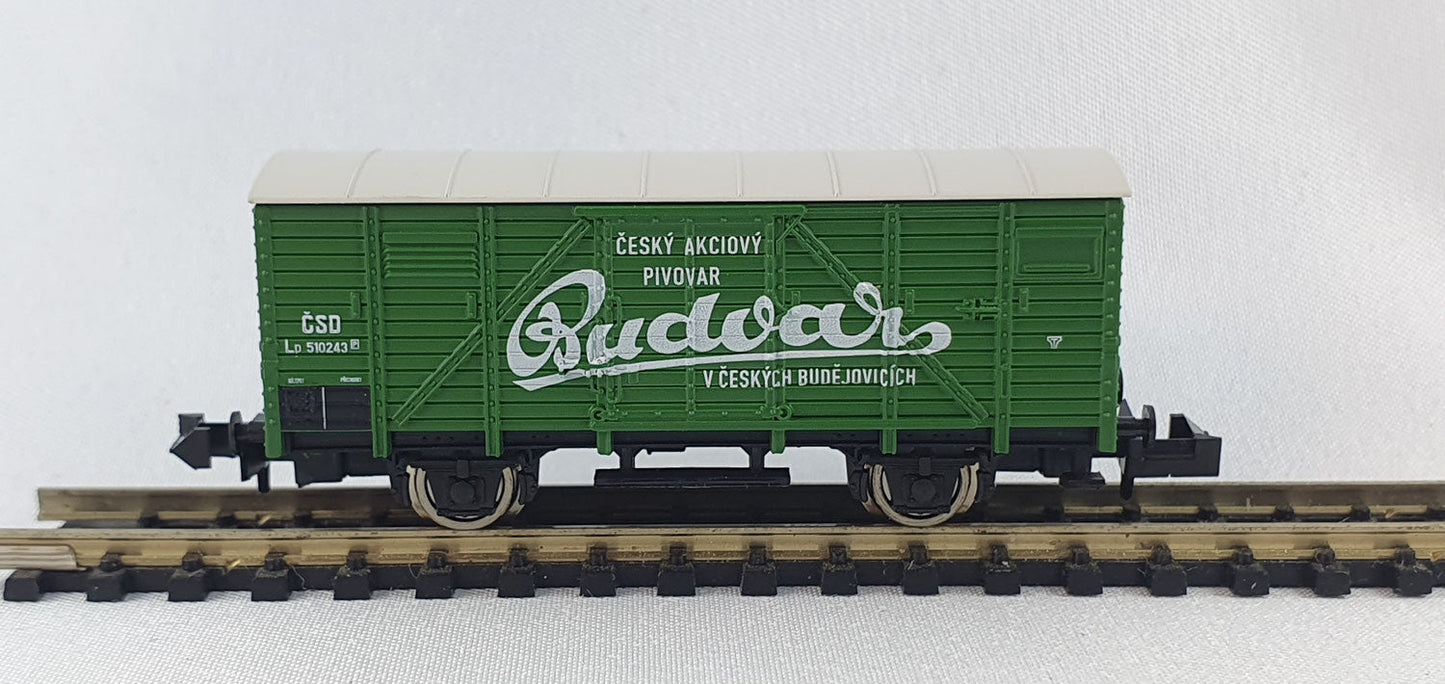 ČESKÝ AKCIOVÝ
PIVOVAR
Budvar
V ČESKÝCH BUDĚJOVICÍCH
ČSD
Lp 510243 P